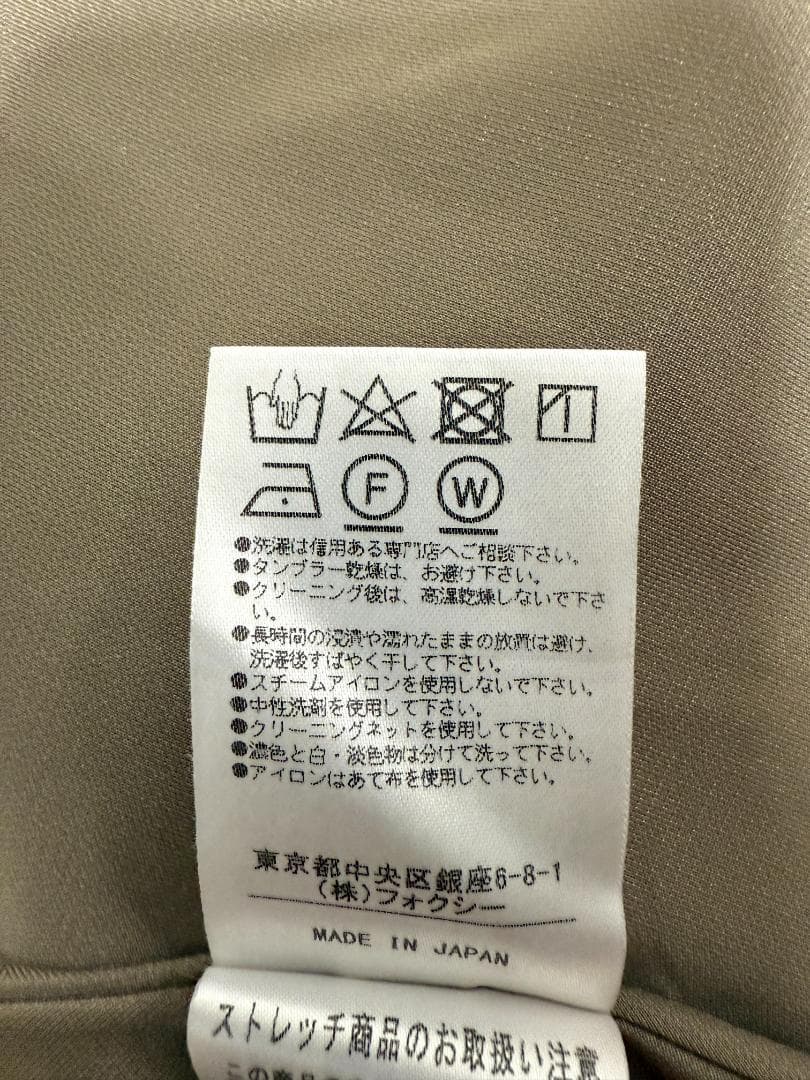 F W
●洗濯は信用ある専門店へご相談下さい。
●タンブラー乾燥は、お避け下さい。
●クリーニング後は、高温乾燥しないで下さ
い。
●長時間の浸漬や濡れたままの放置は避け、
洗濯後すばやく干して下さい。
●スチームアイロンを使用しないで下さい。
●中性洗剤を使用して下さい。
●クリーニングネットを使用して下さい。
●濃色と白・淡色物は分けて洗って下さい。
●アイロンはあて布を使用して下さい。
東京都中央区銀座6-8-1
(株)フォクシー
MADE IN JAPAN
ストレッチ商品のお取扱い注意
この商品